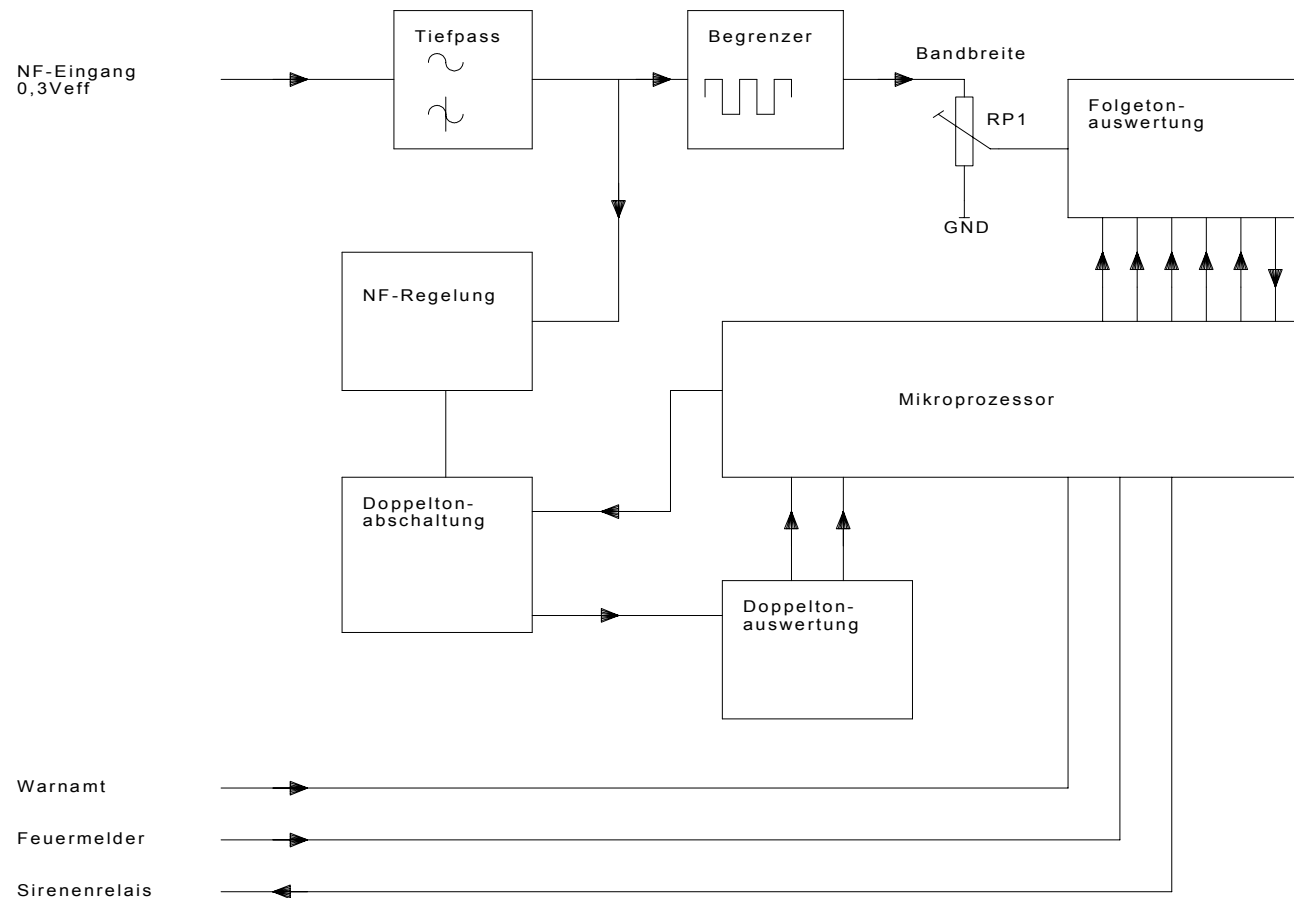 Tiefpass
Begrenzer
Bandbreite
NF-Eingang
0,3Veff
Folgeton-
auswertung
RP1
GND
NF-Regelung
Mikroprozessor
Doppelton-
abschaltung
Doppelton-
auswertung
Warnamt
Feuermelder
Sirenenrelais